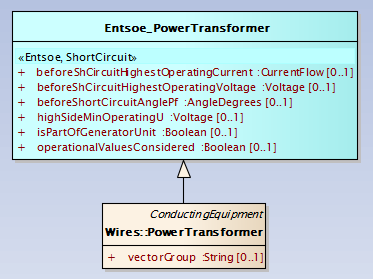 Entsoe_PowerTransformer
«Entsoe, ShortCircuit»
+ beforeShCircuitHighestOperatingCurrent :CurrentFlow [0..1]
+ beforeShCircuitHighestOperatingVoltage :Voltage [0..1]
+ beforeShortCircuitAnglePf :AngleDegrees [0..1]
+ highSideMinOperatingU :Voltage [0..1]
+ isPartOfGeneratorUnit :Boolean [0..1]
+ operationalValuesConsidered :Boolean [0..1]
ConductingEquipment
Wires::PowerTransformer
+ vectorGroup :String [0..1]